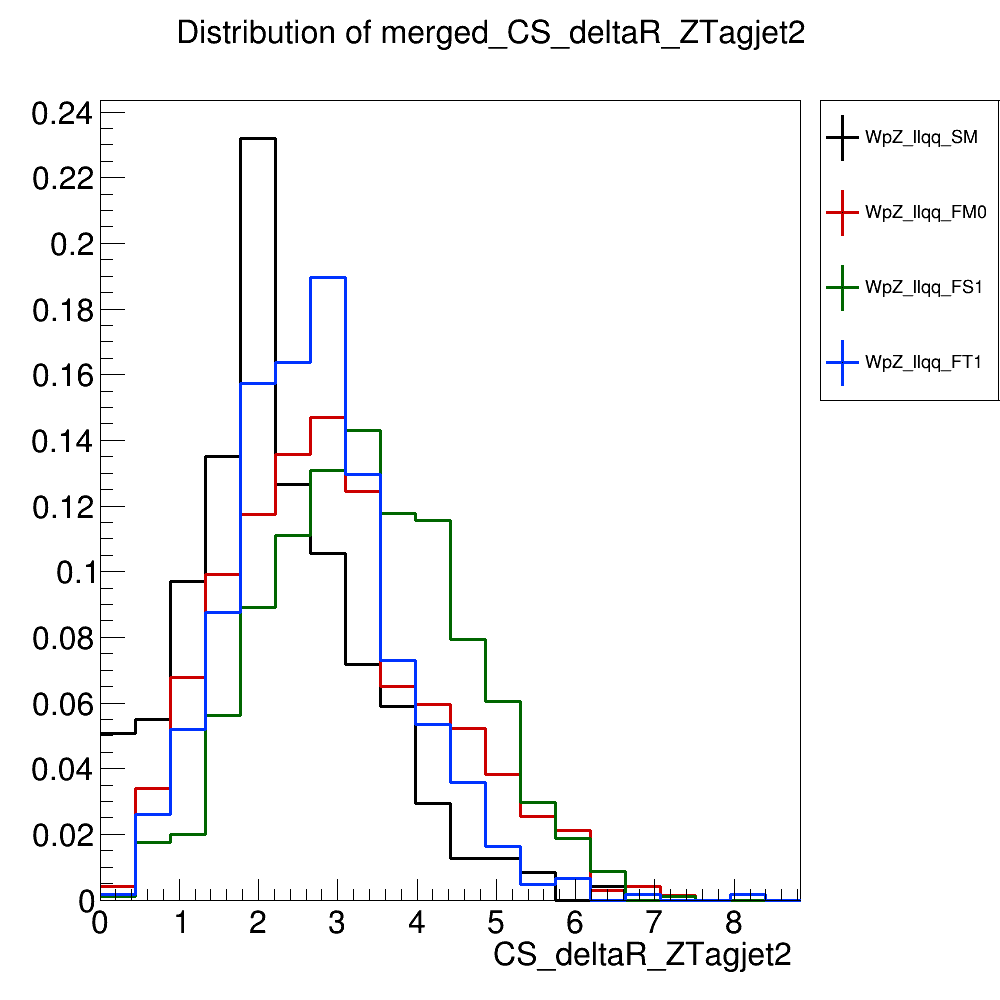 Distribution of merged_CS_deltaR_ZTagjet2
0.24
0.22
0.2
0.18
0.16
0.14
0.12
0.1
0.08
0.06
0.04
0.02
0
0 1 2 3 4 5 6 7 8
CS_deltaR_ZTagjet2
WpZ_llqq_SM
WpZ_llqq_FM0
WpZ_llqq_FS1
WpZ_llqq_FT1